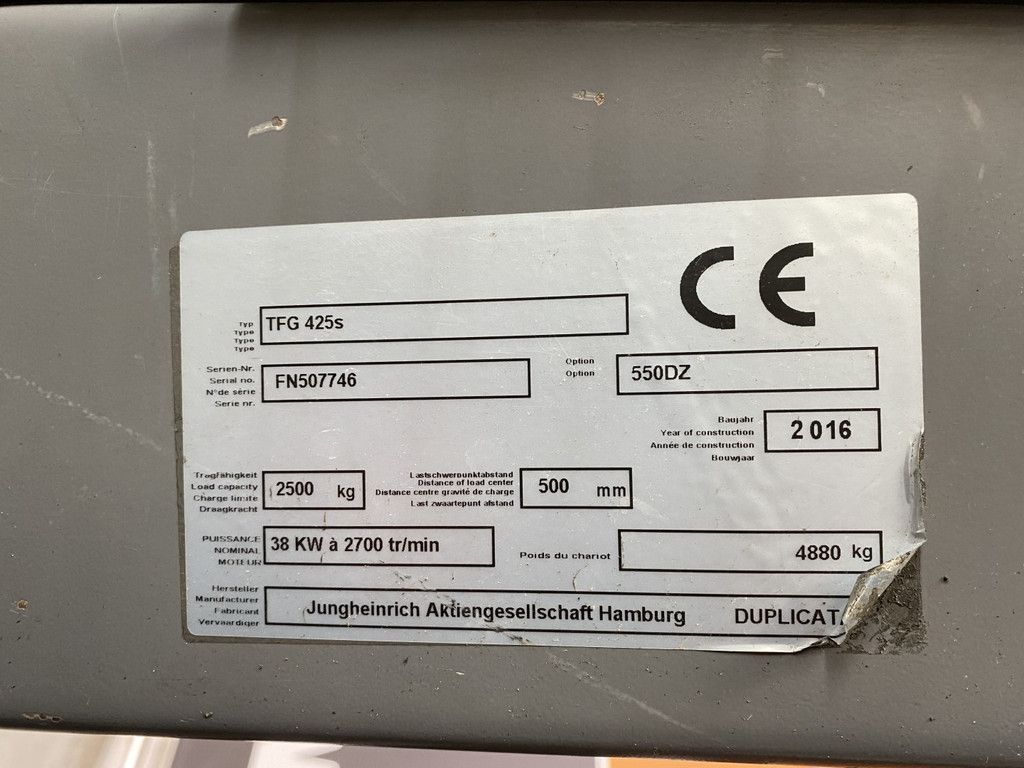 CE
Typ
Type
Type
Type
TFG 425s
Serien-Nr.
Serial no.
N°de série
Serie nr.
FN507746
Option
Option
550DZ
Baujahr
Year of construction
Année de construction
Bouwjaar
2 016
Tragfähigkeit
Load capacity
Charge limite
Draagkracht
2500 kg
Lastschwerpunktabstand
Distance of load center
Distance centre gravité de charge
Last zwaartepunt afstand
500 mm
PUISSANCE
NOMINAL
MOTEUR
38 KW à 2700 tr/min
Poids du chariot
4880 kg
Hersteller
Manufacturer
Fabricant
Vervaardiger
Jungheinrich Aktiengesellschaft Hamburg DUPLICAT